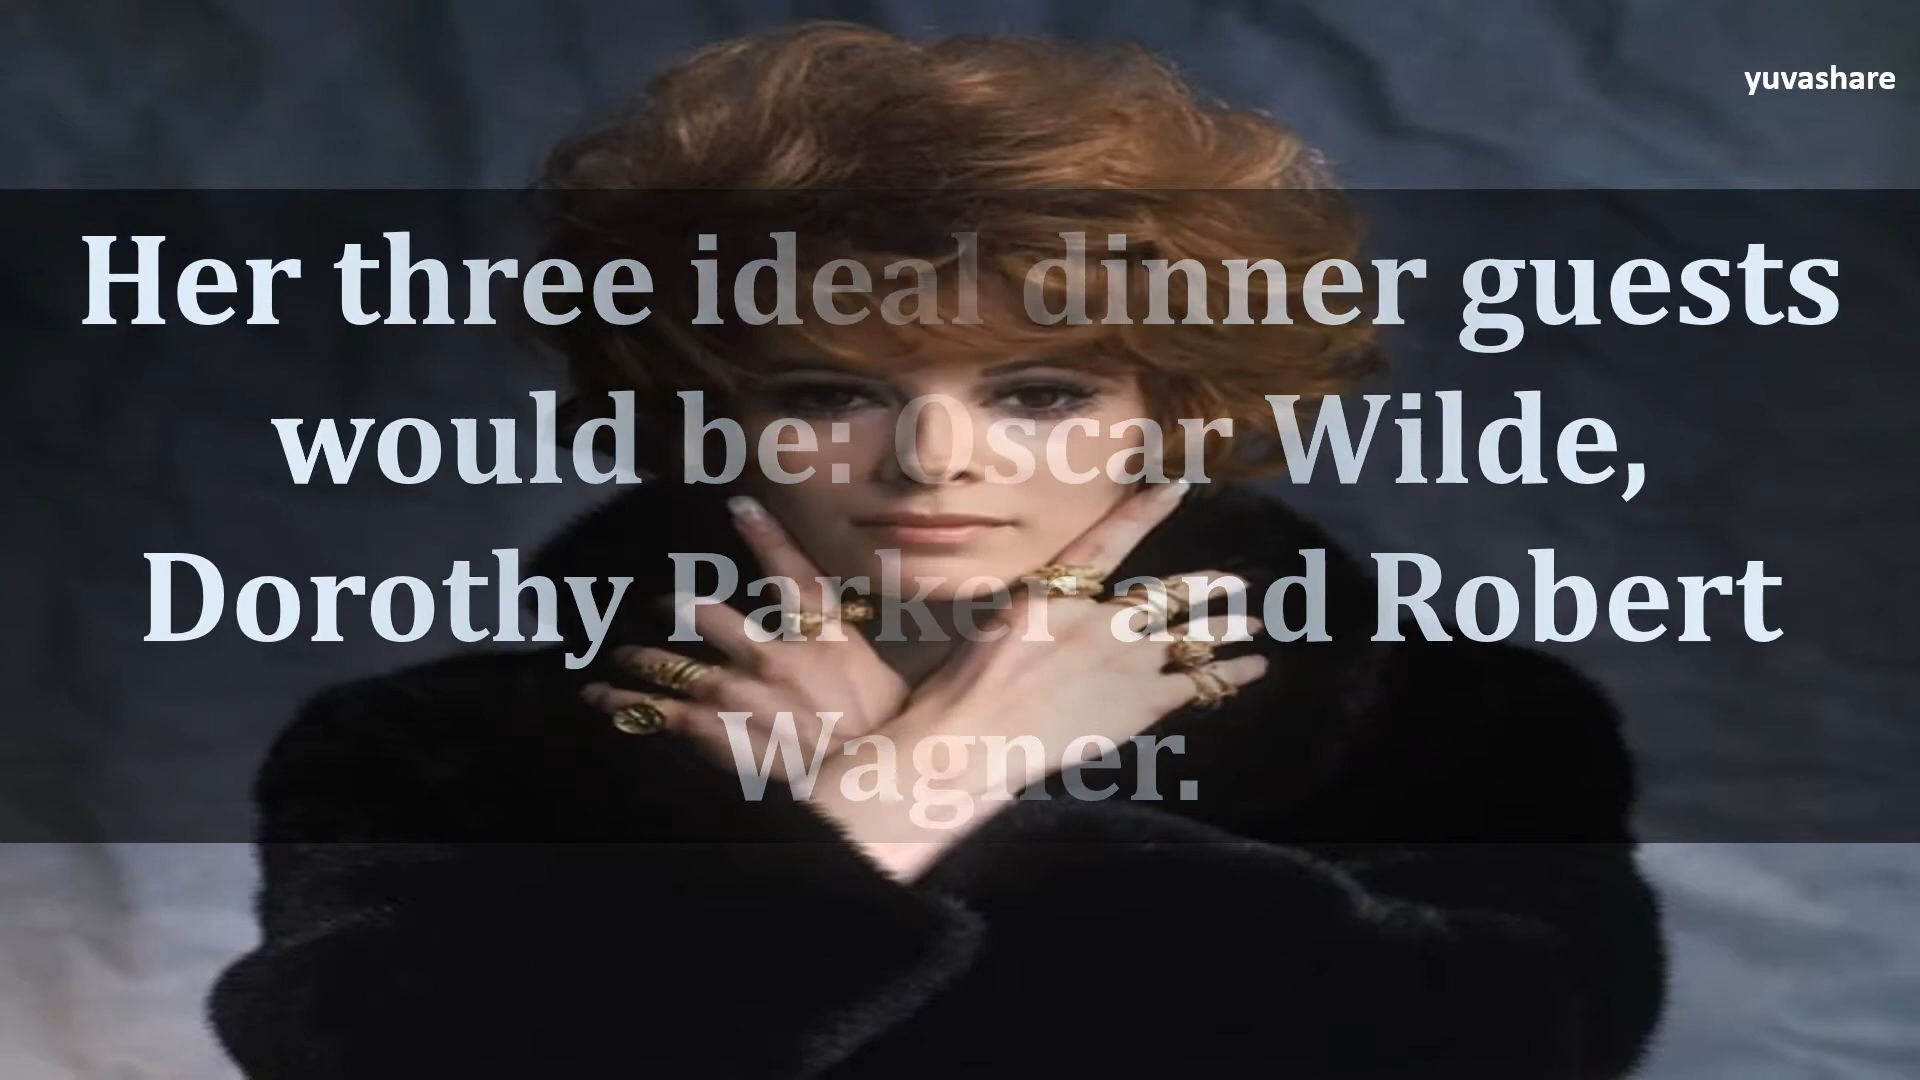 yuvashare
Her three ideal dinner guests
would be: Oscar Wilde,
Dorothy Parker and Robert
Wagner.